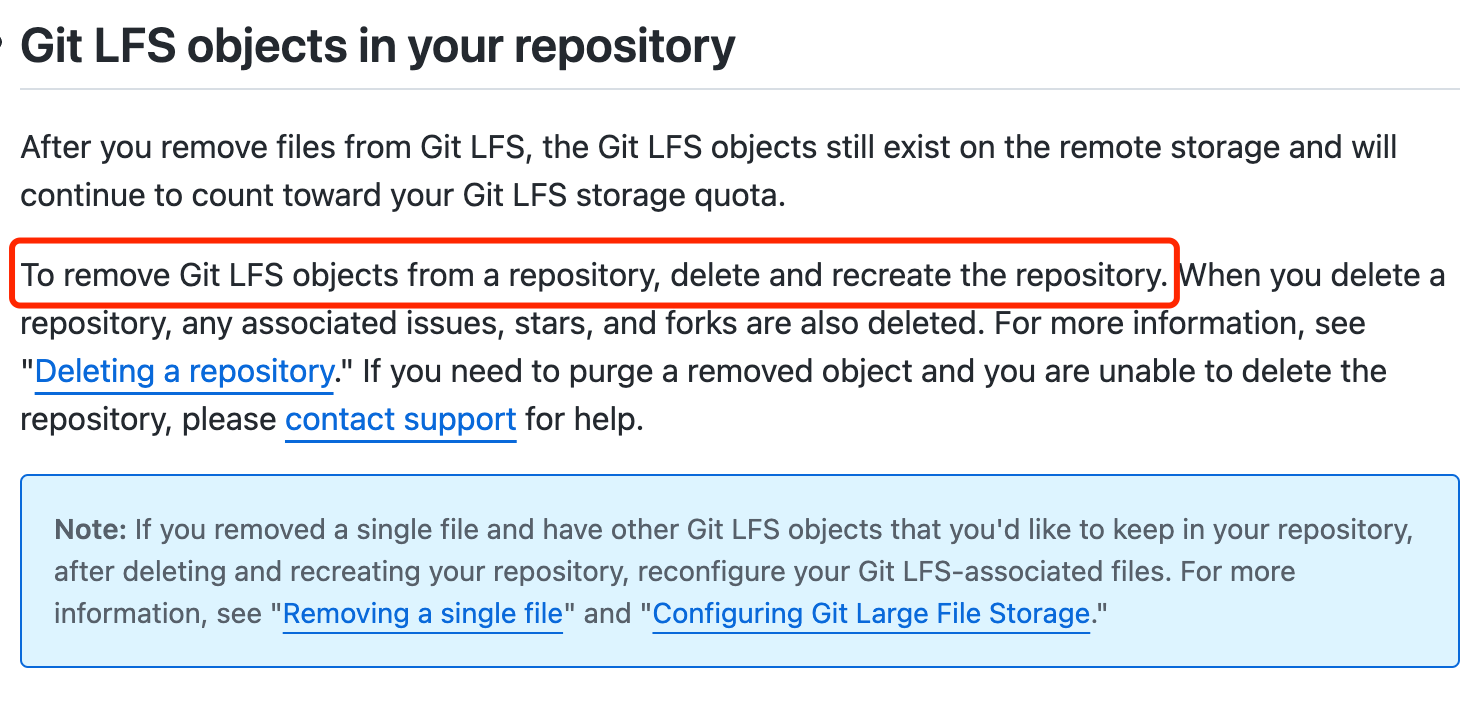 Git LFS objects in your repository
After you remove files from Git LFS, the Git LFS objects still exist on the remote storage and will
continue to count toward your Git LFS storage quota.
To remove Git LFS objects from a repository, delete and recreate the repository. When you delete a
repository, any associated issues, stars, and forks are also deleted. For more information, see
"Deleting a repository." If you need to purge a removed object and you are unable to delete the
repository, please contact support for help.
Note: If you removed a single file and have other Git LFS objects that you'd like to keep in your repository,
after deleting and recreating your repository, reconfigure your Git LFS-associated files. For more
information, see "Removing a single file" and "Configuring Git Large File Storage."